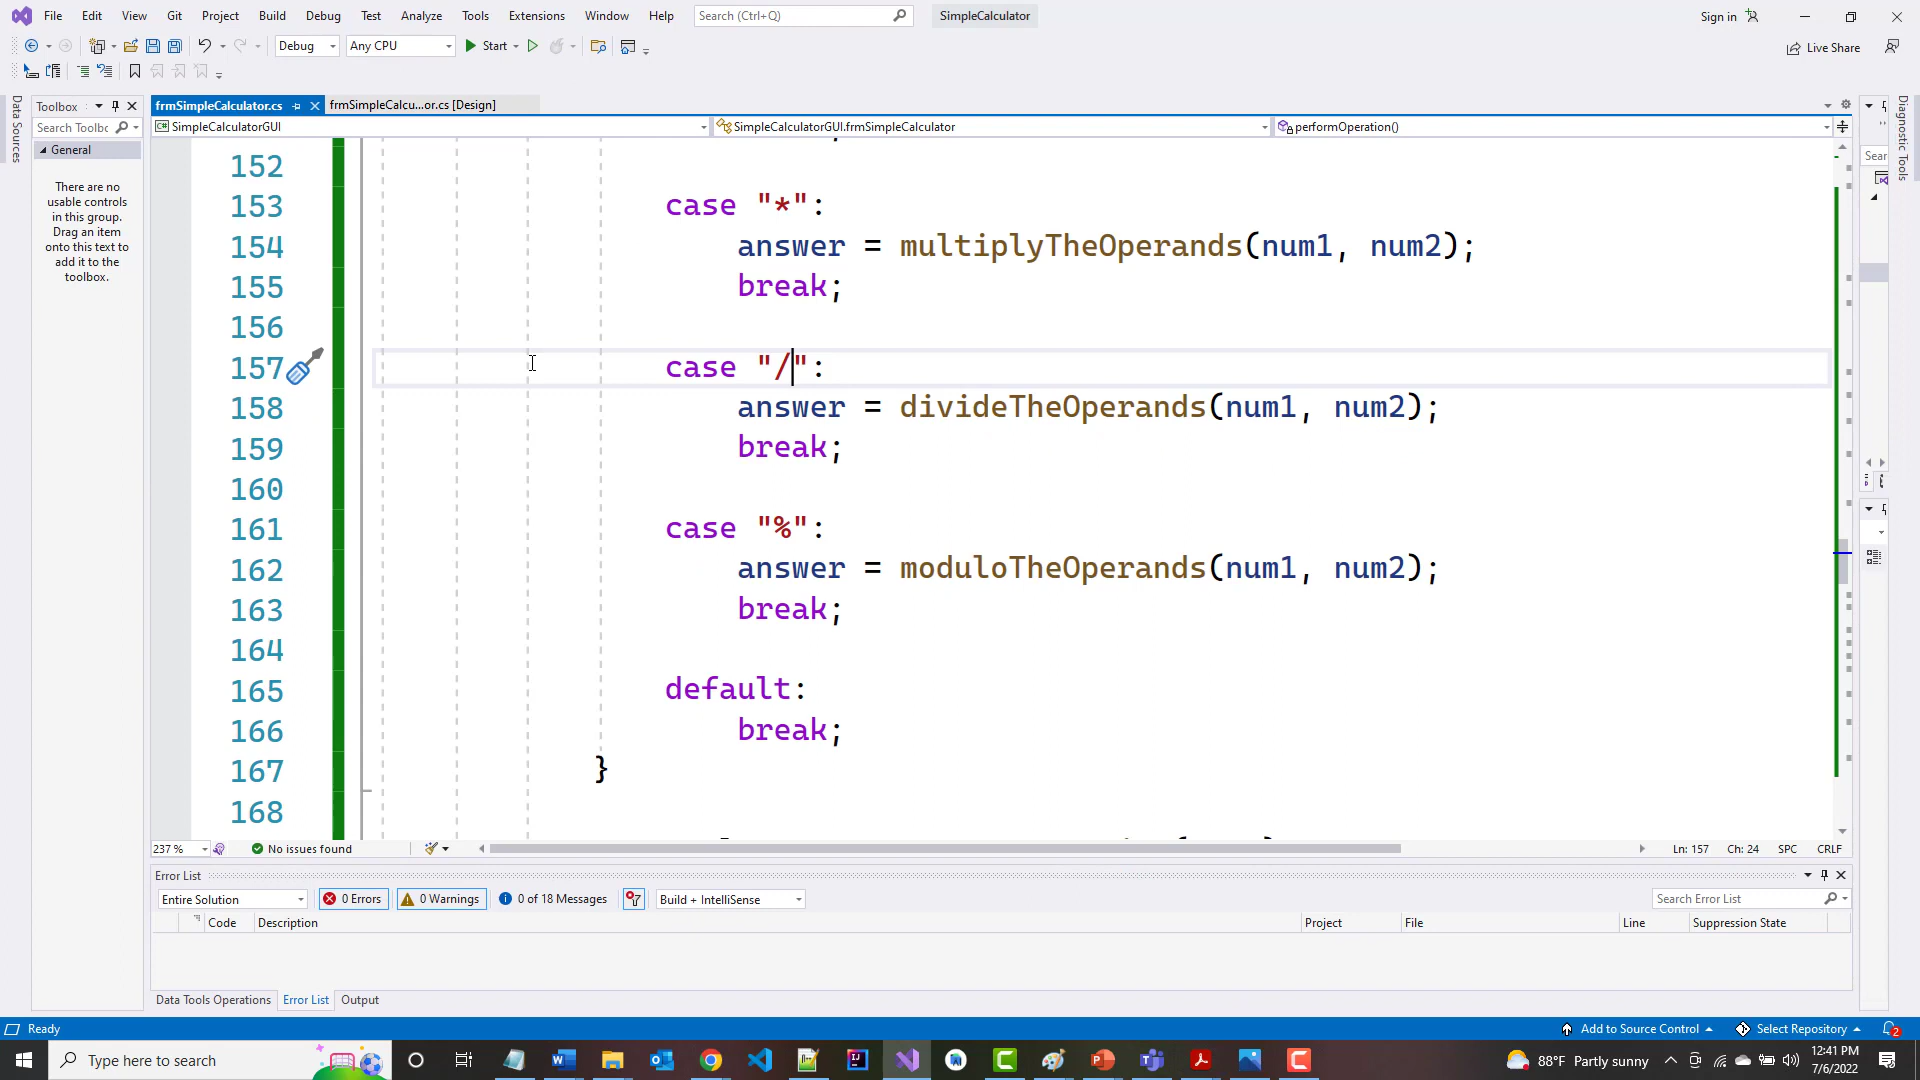 File Edit View Git Project Build Debug Test Analyze Tools Extensions Window Help Search (Ctrl+Q) SimpleCalculator Sign in
Debug Any CPU Start Live Share
Data Sources
Toolbox
Search Toolbc
General
There are no
usable controls
in this group.
Drag an item
onto this text to
add it to the
toolbox.
frmSimpleCalculator.cs frmSimpleCalcu...or.cs [Design]
SimpleCalculatorGUI SimpleCalculatorGUI.frmSimpleCalculator performOperation()
152
153 case "*":
154 answer = multiplyTheOperands(num1, num2);
155 break;
156
157 case "/":
158 answer = divideTheOperands(num1, num2);
159 break;
160
161 case "%":
162 answer = moduloTheOperands(num1, num2);
163 break;
164
165 default:
166 break;
167 }
168
237 % No issues found Ln: 157 Ch: 24 SPC CRLF
Sear
Diagnostic Tools
Error List
Entire Solution 0 Errors 0 Warnings 0 of 18 Messages Build + IntelliSense Search Error List
Code Description Project File Line Suppression State
Data Tools Operations Error List Output
Ready Add to Source Control Select Repository 2
Type here to search 88°F Partly sunny 12:41 PM
7/6/2022